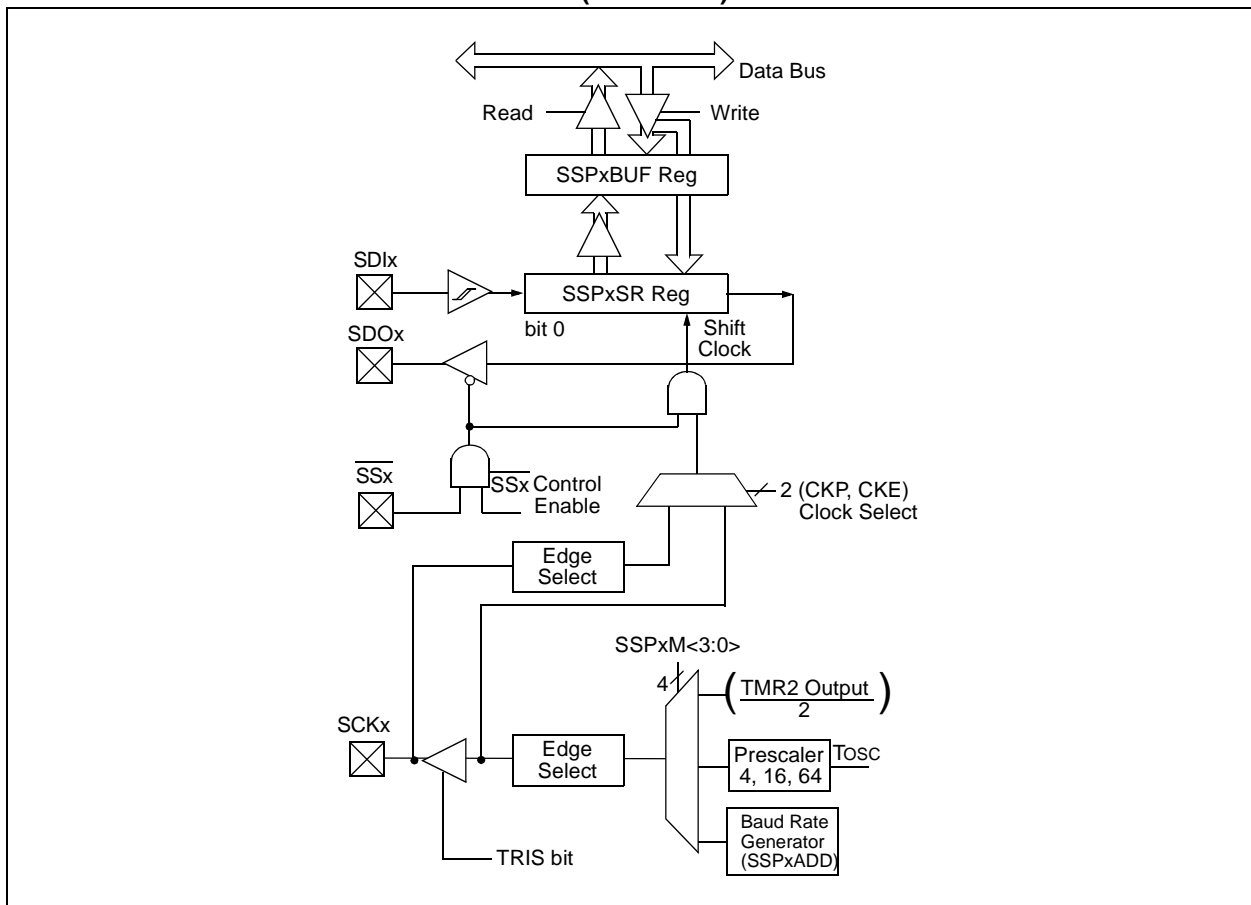 Data Bus
Read
Write
SSPxBUF Reg
SDIx
SSPxSR Reg
bit 0
Shift
Clock
SDOx
SSx
SSx Control
Enable
2 (CKP, CKE)
Clock Select
Edge
Select
SSPxM<3:0>
4
(TMR2 Output)
2
SCKx
Edge
Select
Prescaler
4, 16, 64
TOSC
Baud Rate
Generator
(SSPxADD)
TRIS bit